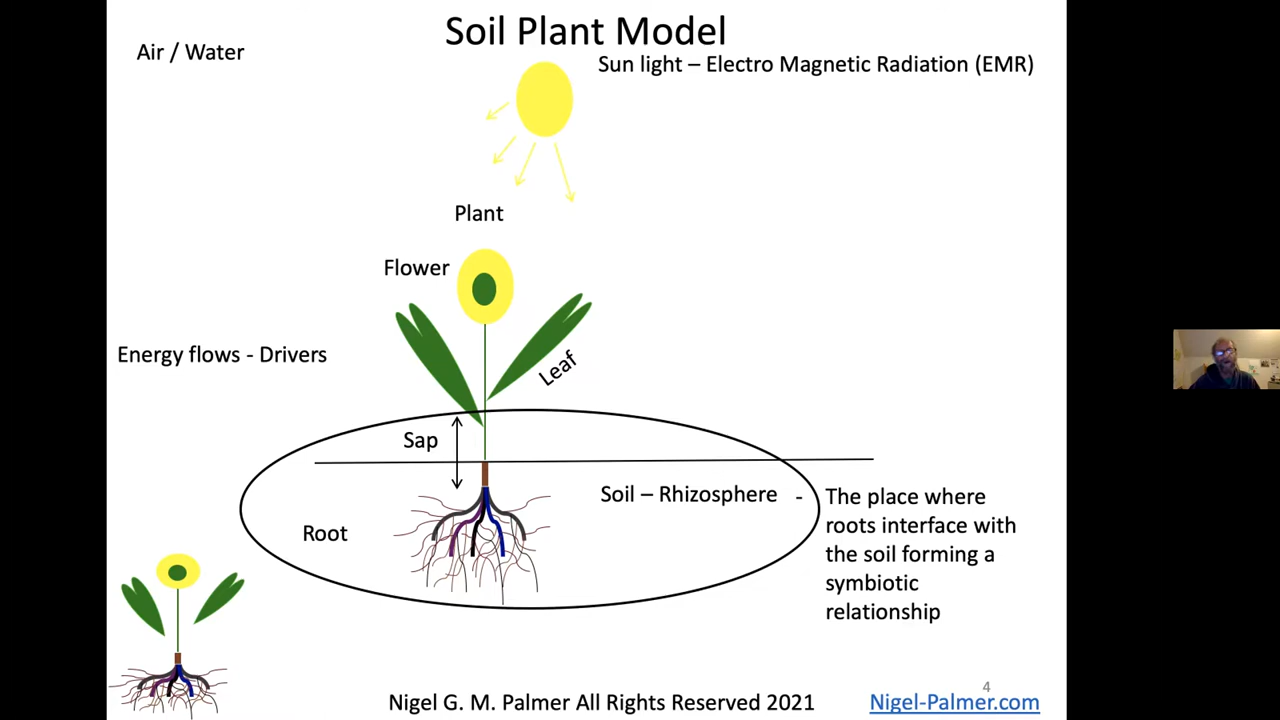 Soil Plant Model
Air / Water
Sun light – Electro Magnetic Radiation (EMR)
Plant
Flower
Energy flows - Drivers
Leaf
Sap
Soil – Rhizosphere -
The place where
roots interface with
the soil forming a
symbiotic
relationship
Root
4
Nigel G. M. Palmer All Rights Reserved 2021
Nigel-Palmer.com